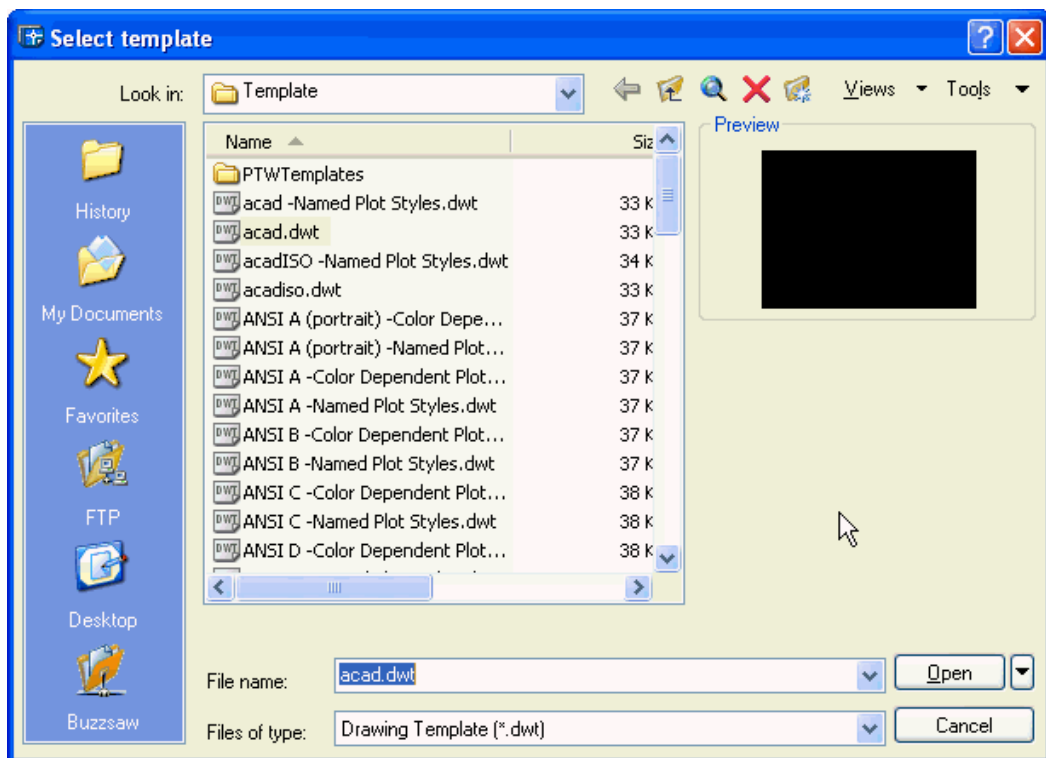 Select template
Look in:
Template
Views
Tools
History
My Documents
Favorites
FTP
Desktop
Buzzsaw
Name
Siz
PTWTemplates
acad -Named Plot Styles.dwt 33 K
acad.dwt 33 K
acadISO -Named Plot Styles.dwt 34 K
acadiso.dwt 33 K
ANSI A (portrait) -Color Depe... 37 K
ANSI A (portrait) -Named Plot... 37 K
ANSI A -Color Dependent Plot... 37 K
ANSI A -Named Plot Styles.dwt 37 K
ANSI B -Color Dependent Plot... 37 K
ANSI B -Named Plot Styles.dwt 37 K
ANSI C -Color Dependent Plot... 38 K
ANSI C -Named Plot Styles.dwt 38 K
ANSI D -Color Dependent Plot... 38 K
Preview
File name:
acad.dwt
Open
Files of type:
Drawing Template (*.dwt)
Cancel